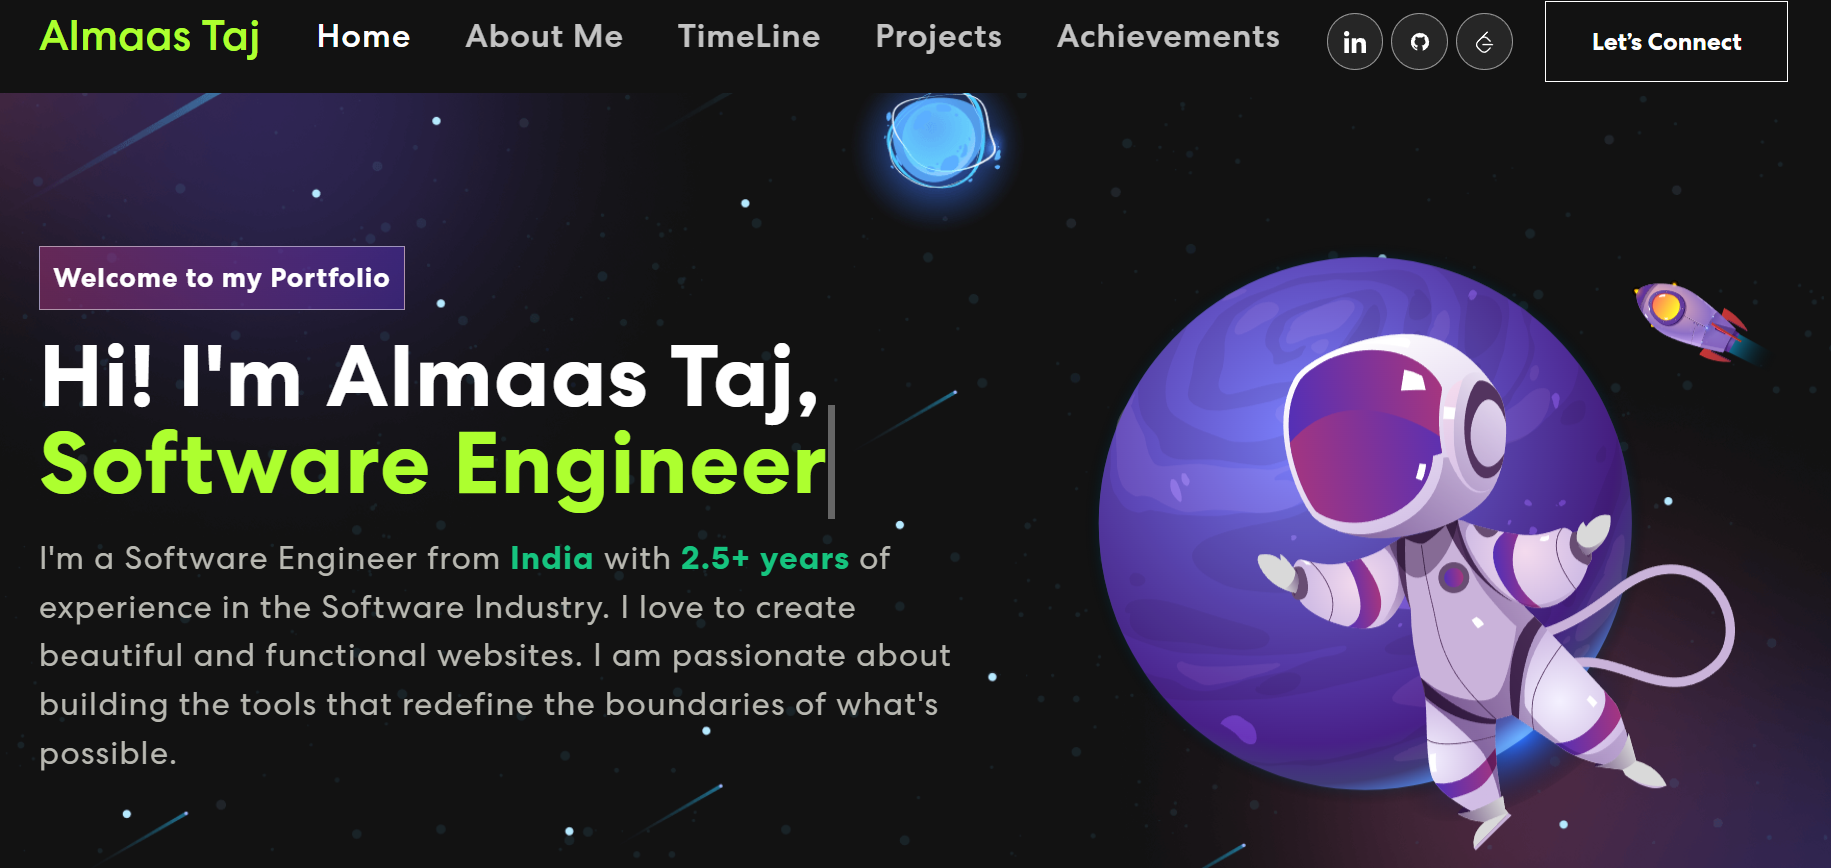 Almaas Taj Home About Me TimeLine Projects Achievements in Let's Connect
Welcome to my Portfolio
Hi! I'm Almaas Taj,
Software Engineer
I'm a Software Engineer from India with 2.5+ years of
experience in the Software Industry. I love to create
beautiful and functional websites. I am passionate about
building the tools that redefine the boundaries of what's
possible.